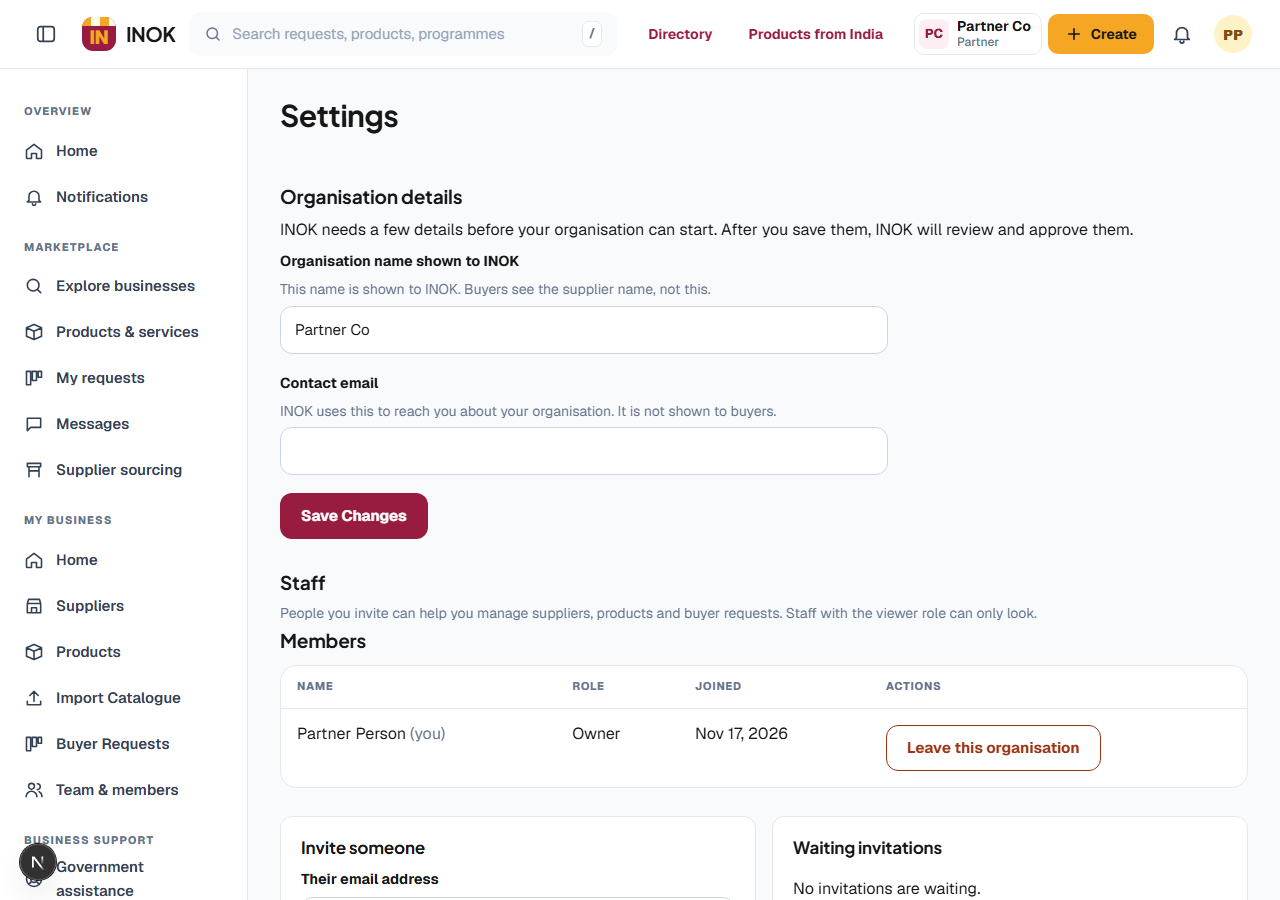 IN INOK
Search requests, products, programmes /
Directory
Products from India
PC Partner Co
Partner
Create
PP
OVERVIEW
Home
Notifications
MARKETPLACE
Explore businesses
Products & services
My requests
Messages
Supplier sourcing
MY BUSINESS
Home
Suppliers
Products
Import Catalogue
Buyer Requests
Team & members
BUSINESS SUPPORT
Government
assistance
N
Settings
Organisation details
INOK needs a few details before your organisation can start. After you save them, INOK will review and approve them.
Organisation name shown to INOK
This name is shown to INOK. Buyers see the supplier name, not this.
Partner Co
Contact email
INOK uses this to reach you about your organisation. It is not shown to buyers.
Save Changes
Staff
People you invite can help you manage suppliers, products and buyer requests. Staff with the viewer role can only look.
Members
NAME ROLE JOINED ACTIONS
Partner Person (you) Owner Nov 17, 2026 Leave this organisation
Invite someone
Their email address
Waiting invitations
No invitations are waiting.